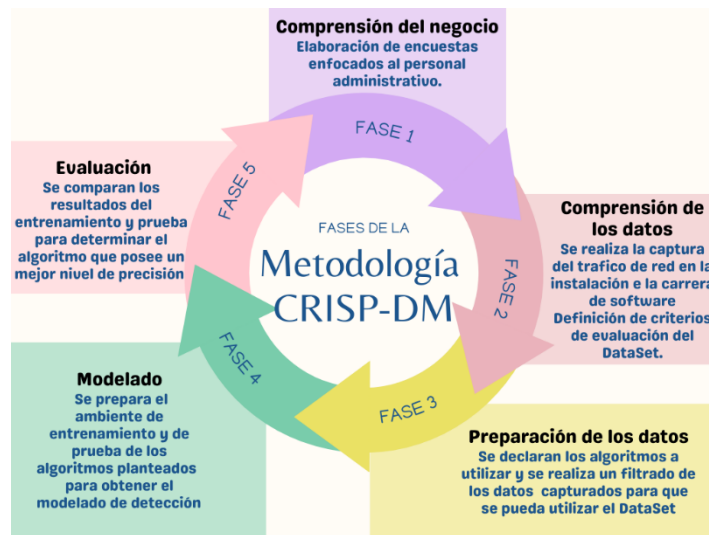 Comprensión del negocio
Elaboración de encuestas
enfocados al personal
administrativo.
FASE 1
Comprensión de
los datos
Se realiza la captura
del trafico de red en la
instalación e la carrera
de software
Definición de criterios
de evaluación del
DataSet.
FASE 2
Preparación de los datos
Se declaran los algoritmos a
utilizar y se realiza un filtrado de
los datos capturados para que
se pueda utilizar el DataSet
FASE 3
Modelado
Se prepara el
ambiente de
entrenamiento y de
prueba de los
algoritmos planteados
para obtener el
modelado de detección
FASE 4
Evaluación
Se comparan los
resultados del
entrenamiento y prueba
para determinar el
algoritmo que posee un
mejor nivel de precisión
FASE 5
FASES DE LA
Metodología
CRISP-DM